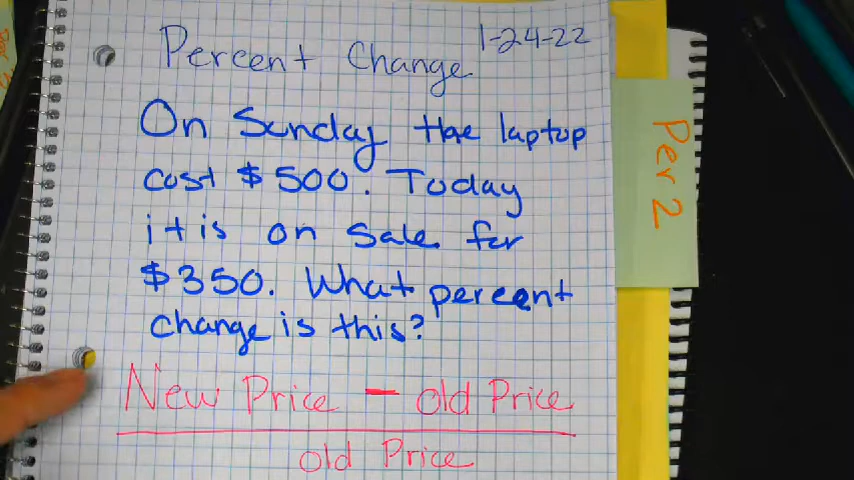 Percent Change 1-24-22
On Sunday the laptop
cost $500. Today
it is on sale for
$350. What percent
change is this?
New Price - old Price
old Price
Per 2